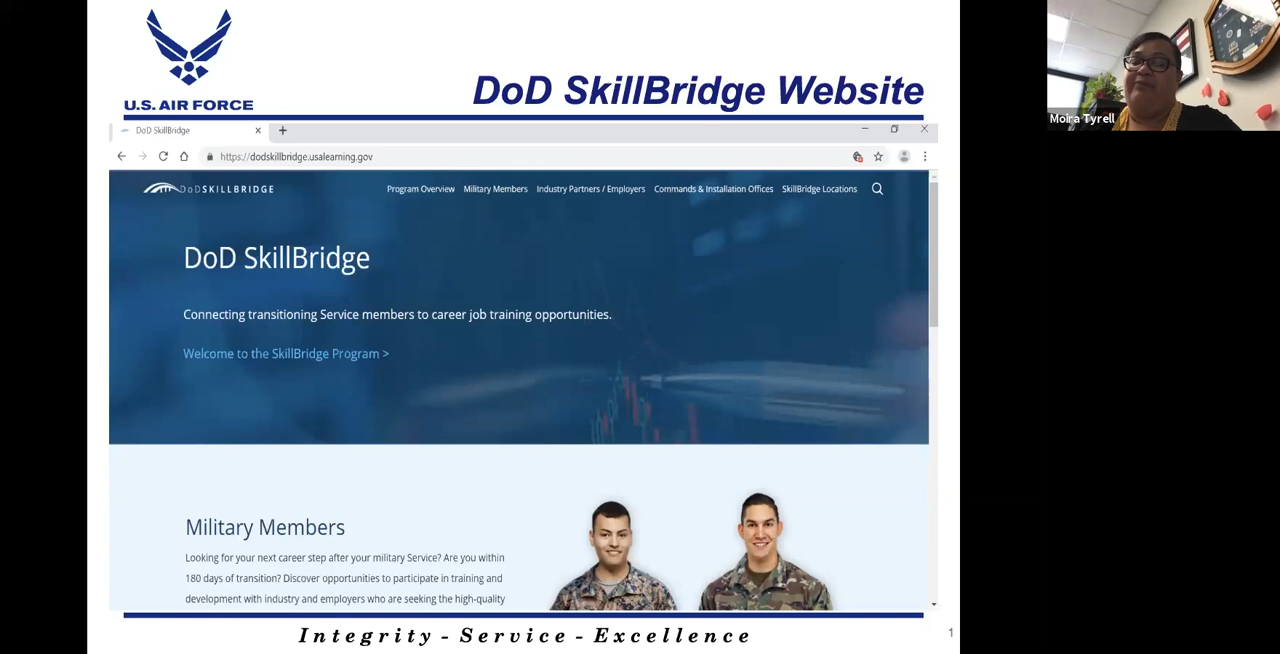 U.S. AIR FORCE
DoD SkillBridge Website
DoD SkillBridge
https://dodskillbridge.usalearning.gov
DoDSKILLBRIDGE
Program Overview Military Members Industry Partners / Employers Commands & Installation Offices SkillBridge Locations
DoD SkillBridge
Connecting transitioning Service members to career job training opportunities.
Welcome to the SkillBridge Program >
Military Members
Looking for your next career step after your military Service? Are you within
180 days of transition? Discover opportunities to participate in training and
development with industry and employers who are seeking the high-quality
Integrity - Service - Excellence
1
Moira Tyrell